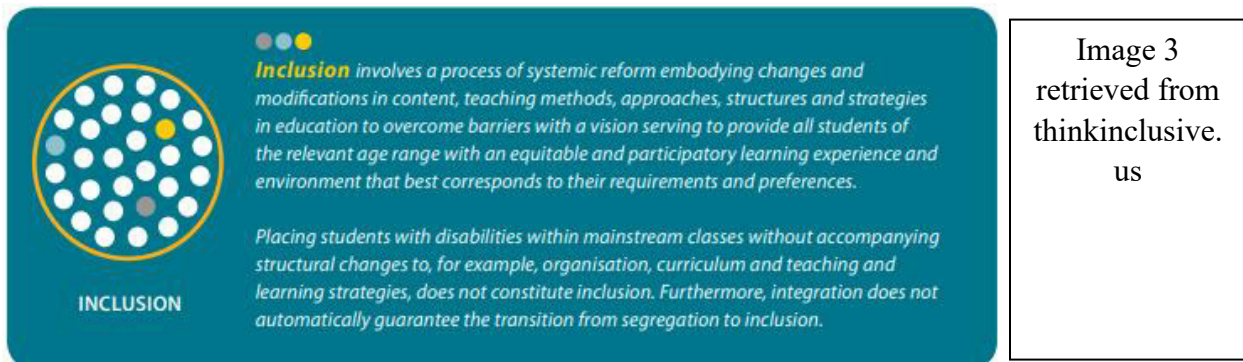 Inclusion involves a process of systemic reform embodying changes and
modifications in content, teaching methods, approaches, structures and strategies
in education to overcome barriers with a vision serving to provide all students of
the relevant age range with an equitable and participatory learning experience and
environment that best corresponds to their requirements and preferences.
Placing students with disabilities within mainstream classes without accompanying
structural changes to, for example, organisation, curriculum and teaching and
learning strategies, does not constitute inclusion. Furthermore, integration does not
automatically guarantee the transition from segregation to inclusion.
INCLUSION
Image 3
retrieved from
thinkinclusive.
us